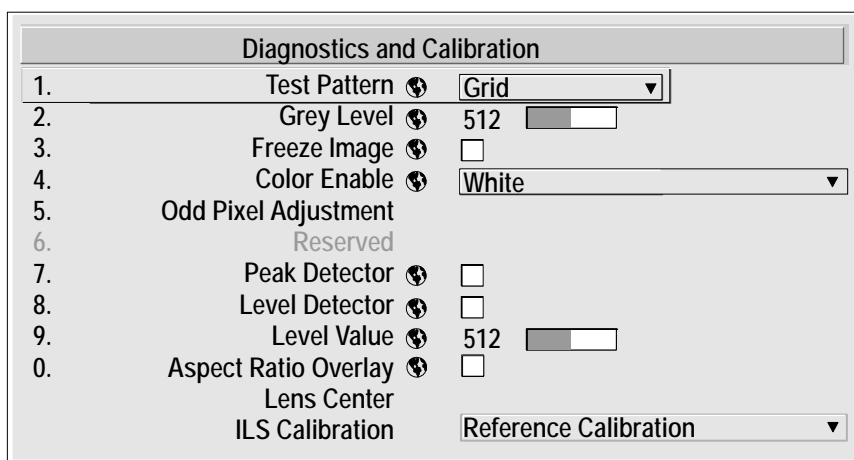 Diagnostics and Calibration
1. Test Pattern Grid
2. Grey Level 512
3. Freeze Image
4. Color Enable White
5. Odd Pixel Adjustment
6. Reserved
7. Peak Detector
8. Level Detector
9. Level Value 512
0. Aspect Ratio Overlay
Lens Center
ILS Calibration Reference Calibration